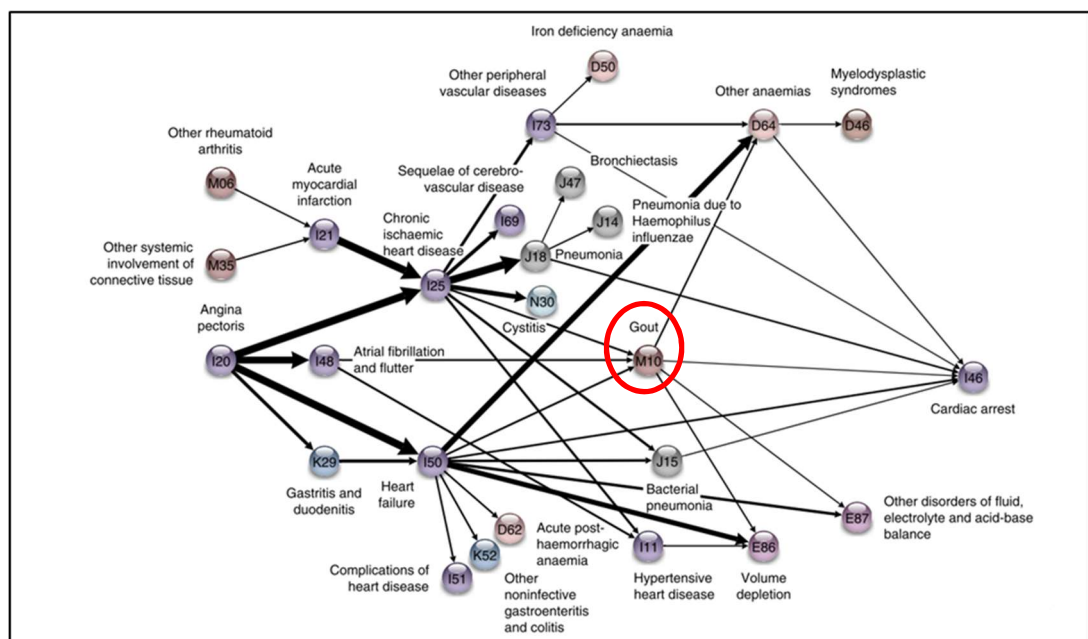 Iron deficiency anaemia
D50
Other peripheral
vascular diseases
I73
Other anaemias
D64
Myelodysplastic
syndromes
D46
Other rheumatoid
arthritis
M06
Acute
myocardial
infarction
I21
Sequelae of cerebro-
vascular disease
I69
Bronchiectasis
J47
J14
Pneumonia due to
Haemophilus
influenzae
Chronic
ischaemic
heart disease
I25
J18
Pneumonia
Other systemic
involvement of
connective tissue
M35
N30
Cystitis
Angina
pectoris
I20
I48
Atrial fibrillation
and flutter
Gout
M10
I46
Cardiac arrest
K29
Gastritis and
duodenitis
I50
Heart
failure
J15
Bacterial
pneumonia
E87
Other disorders of fluid,
electrolyte and acid-base
balance
D62
Acute post-
haemorrhagic
anaemia
K52
Other
noninfective
gastroenteritis
and colitis
I51
Complications of
heart disease
I11
Hypertensive
heart disease
E86
Volume
depletion